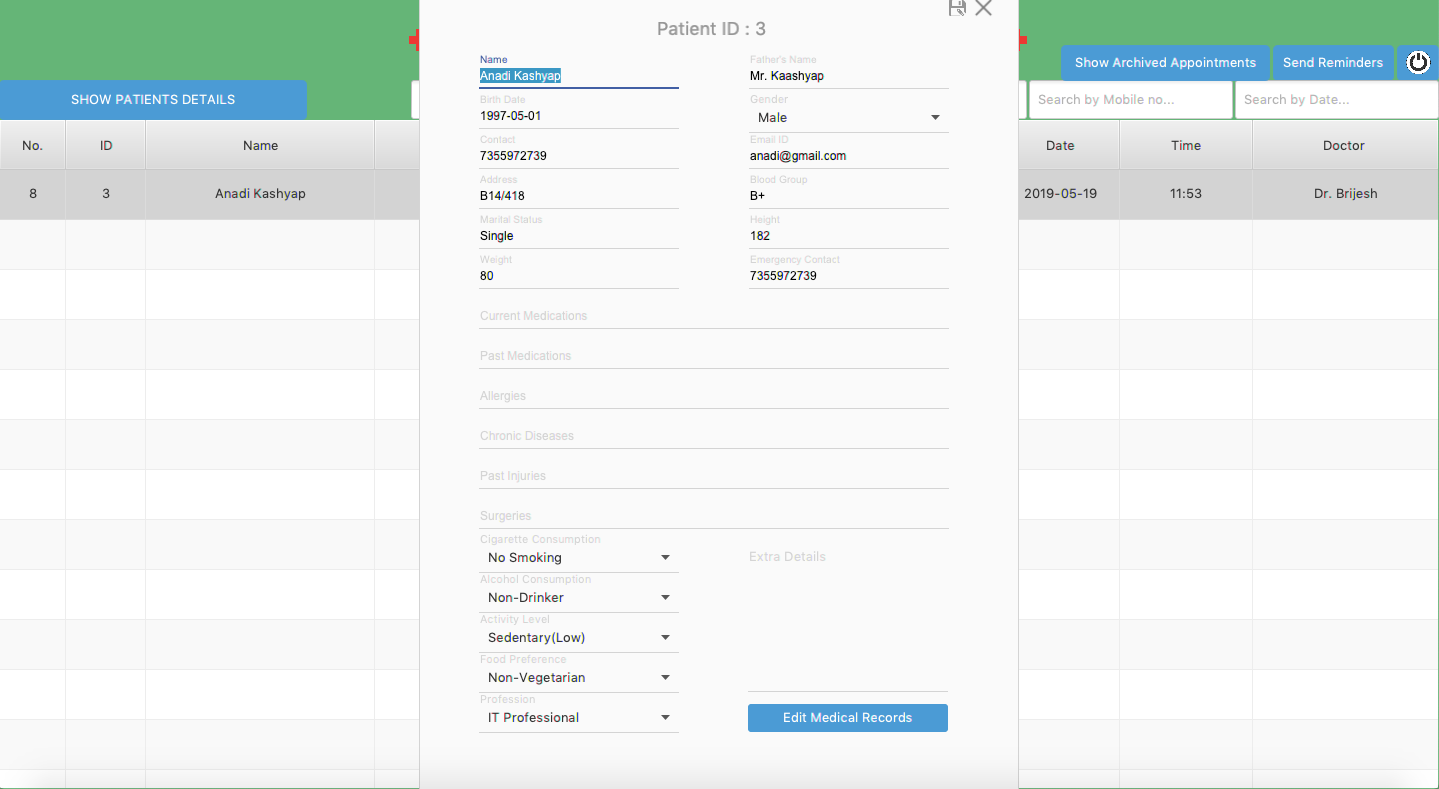 Patient ID : 3
Show Archived Appointments
Send Reminders
SHOW PATIENTS DETAILS
Search by Mobile no...
Search by Date...
No.
ID
Name
Date
Time
Doctor
8
3
Anadi Kashyap
2019-05-19
11:53
Dr. Brijesh
Name
Anadi Kashyap
Father's Name
Mr. Kaashyap
Birth Date
1997-05-01
Gender
Male
Contact
7355972739
Email ID
anadi@gmail.com
Address
B14/418
Blood Group
B+
Marital Status
Single
Height
182
Weight
80
Emergency Contact
7355972739
Current Medications
Past Medications
Allergies
Chronic Diseases
Past Injuries
Surgeries
Cigarette Consumption
No Smoking
Extra Details
Alcohol Consumption
Non-Drinker
Activity Level
Sedentary(Low)
Food Preference
Non-Vegetarian
Profession
IT Professional
Edit Medical Records